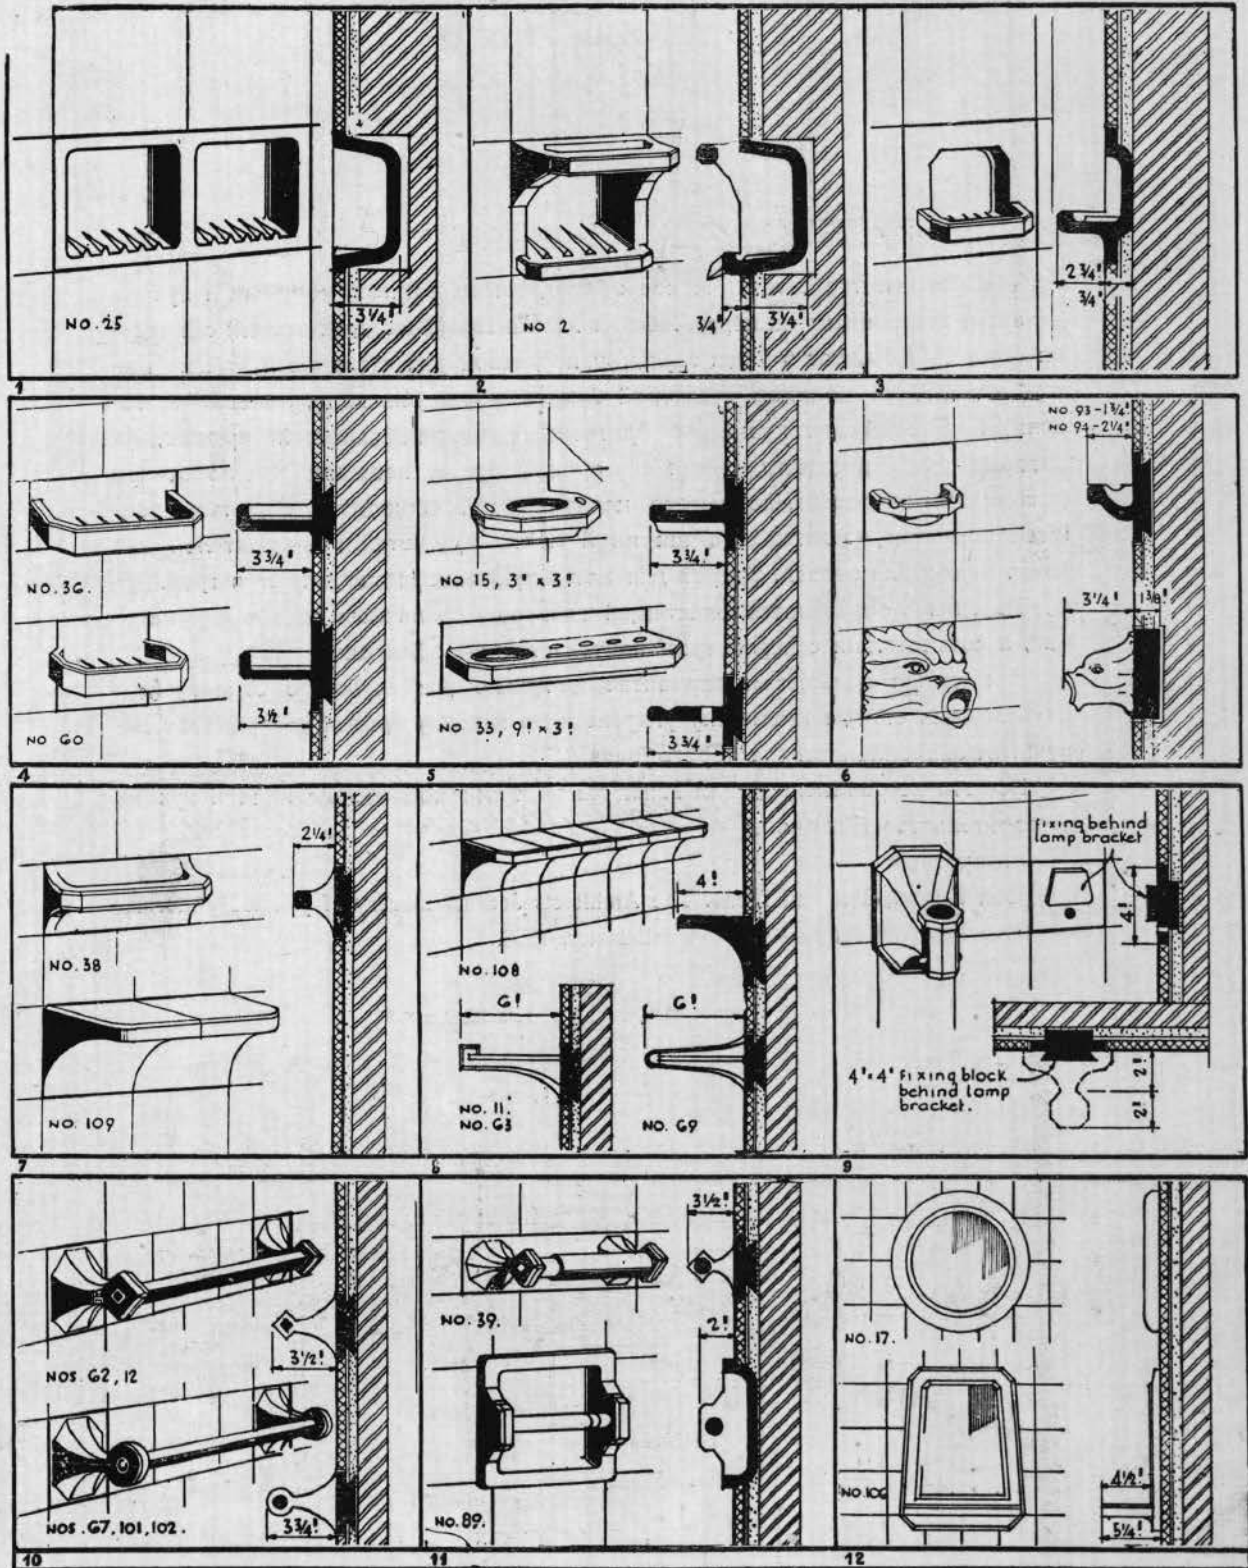 NO. 25
3¼"
1
NO 2
¾"
3¼"
2
2¾"
¾"
3
NO. 36.
3¾"
NO 60
3½"
4
NO 15, 3" x 3"
3¾"
NO 33, 9" x 3"
3¾"
5
NO 93 - 1¾"
NO 94 - 2¼"
3¼"
1⅜"
6
NO. 38
2¼"
NO. 109
7
NO. 108
4"
6"
6"
NO. 11.
NO. 63
NO. 69
8
fixing behind
lamp bracket
4"
4" x 4" fixing block
behind lamp
bracket.
2"
2"
9
NOS. 62, 12
3½"
NOS. 67, 101, 102.
3¾"
10
3½"
NO. 39.
2"
NO. 89.
11
NO. 17.
NO. 106
4½"
5¼"
12